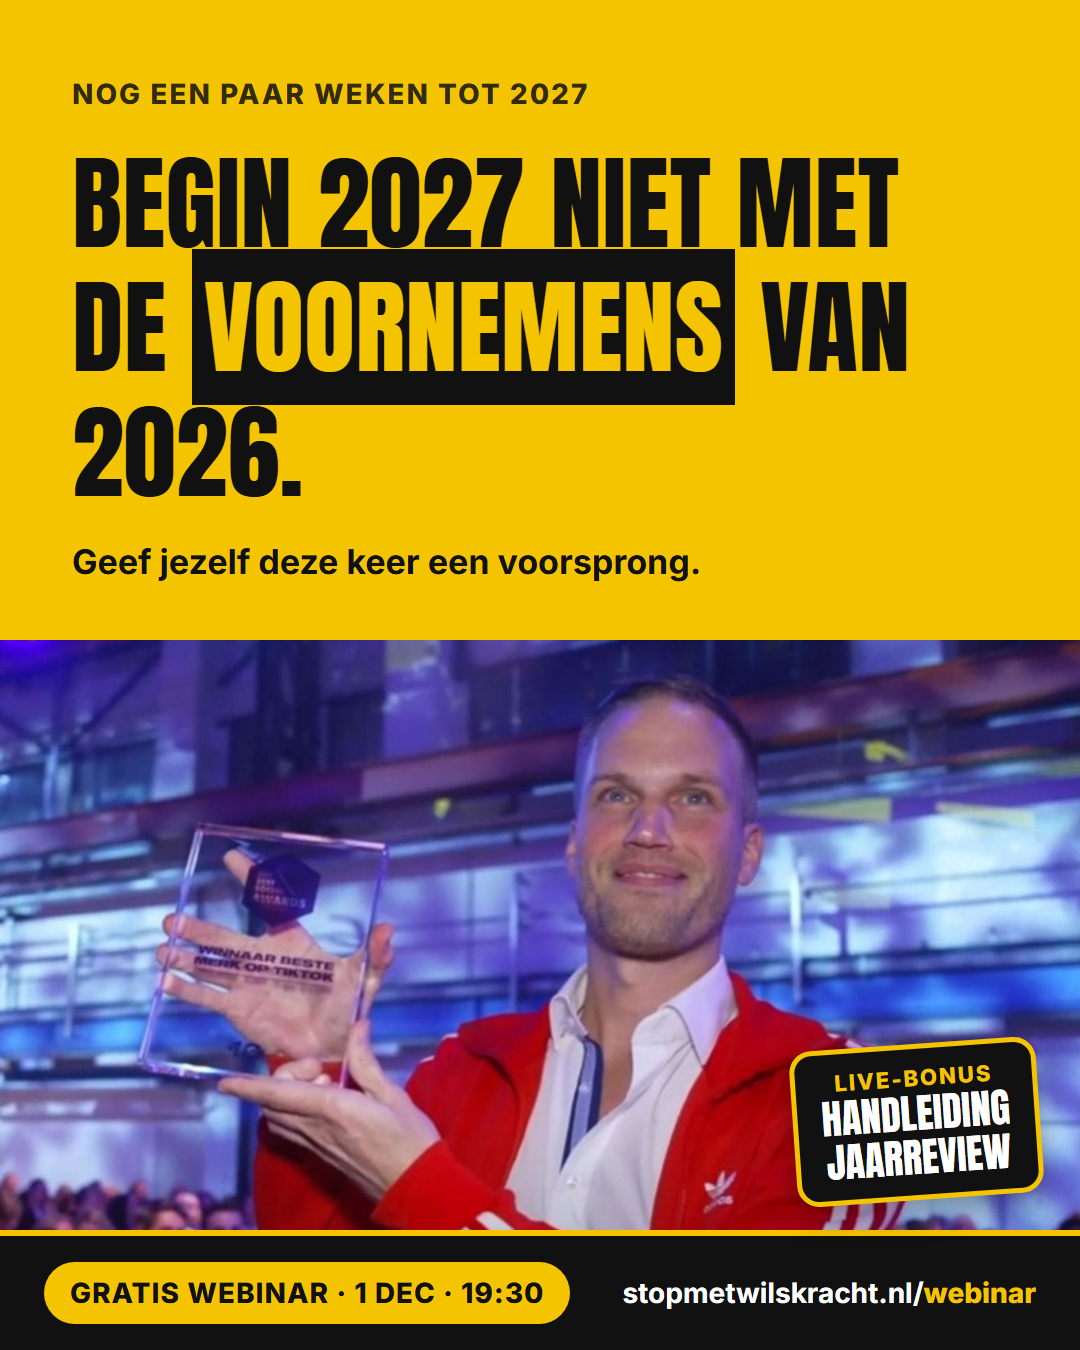 NOG EEN PAAR WEKEN TOT 2027
BEGIN 2027 NIET MET
DE VOORNEMENS VAN
2026.
Geef jezelf deze keer een voorsprong.
AWARDS
WINNAAR BESTE
MERK OP TIKTOK
LIVE-BONUS
HANDLEIDING
JAARREVIEW
GRATIS WEBINAR · 1 DEC · 19:30
stopmetwilskracht.nl/webinar